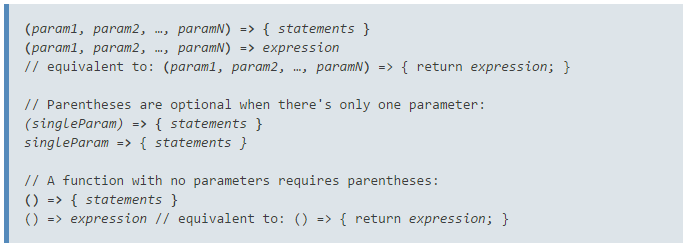 (param1, param2, …, paramN) => { statements }
(param1, param2, …, paramN) => expression
// equivalent to: (param1, param2, …, paramN) => { return expression; }
// Parentheses are optional when there's only one parameter:
(singleParam) => { statements }
singleParam => { statements }
// A function with no parameters requires parentheses:
() => { statements }
() => expression // equivalent to: () => { return expression; }